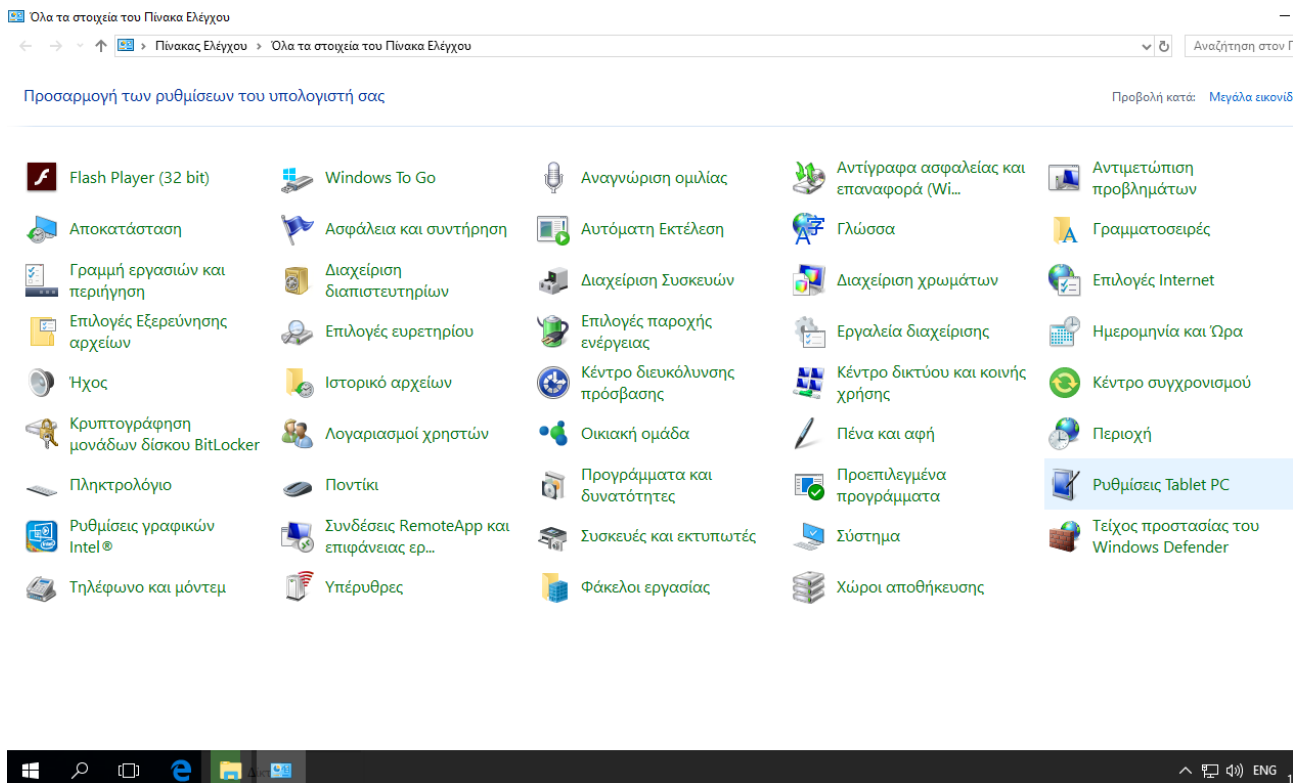 Όλα τα στοιχεία του Πίνακα Ελέγχου
Πίνακας Ελέγχου › Όλα τα στοιχεία του Πίνακα Ελέγχου
Αναζήτηση στον
Προσαρμογή των ρυθμίσεων του υπολογιστή σας
Προβολή κατά: Μεγάλα εικονίδ
Flash Player (32 bit)
Windows To Go
Αναγνώριση ομιλίας
Αντίγραφα ασφαλείας και
επαναφορά (Wi...
Αντιμετώπιση
προβλημάτων
Αποκατάσταση
Ασφάλεια και συντήρηση
Αυτόματη Εκτέλεση
Γλώσσα
Γραμματοσειρές
Γραμμή εργασιών και
περιήγηση
Διαχείριση
διαπιστευτηρίων
Διαχείριση Συσκευών
Διαχείριση χρωμάτων
Επιλογές Internet
Επιλογές Εξερεύνησης
αρχείων
Επιλογές ευρετηρίου
Επιλογές παροχής
ενέργειας
Εργαλεία διαχείρισης
Ημερομηνία και Ώρα
Ήχος
Ιστορικό αρχείων
Κέντρο διευκόλυνσης
πρόσβασης
Κέντρο δικτύου και κοινής
χρήσης
Κέντρο συγχρονισμού
Κρυπτογράφηση
μονάδων δίσκου BitLocker
Λογαριασμοί χρηστών
Οικιακή ομάδα
Πένα και αφή
Περιοχή
Πληκτρολόγιο
Ποντίκι
Προγράμματα και
δυνατότητες
Προεπιλεγμένα
προγράμματα
Ρυθμίσεις Tablet PC
Ρυθμίσεις γραφικών
Intel®
Συνδέσεις RemoteApp και
επιφάνειας ερ...
Συσκευές και εκτυπωτές
Σύστημα
Τείχος προστασίας του
Windows Defender
Τηλέφωνο και μόντεμ
Υπέρυθρες
Φάκελοι εργασίας
Χώροι αποθήκευσης
ENG